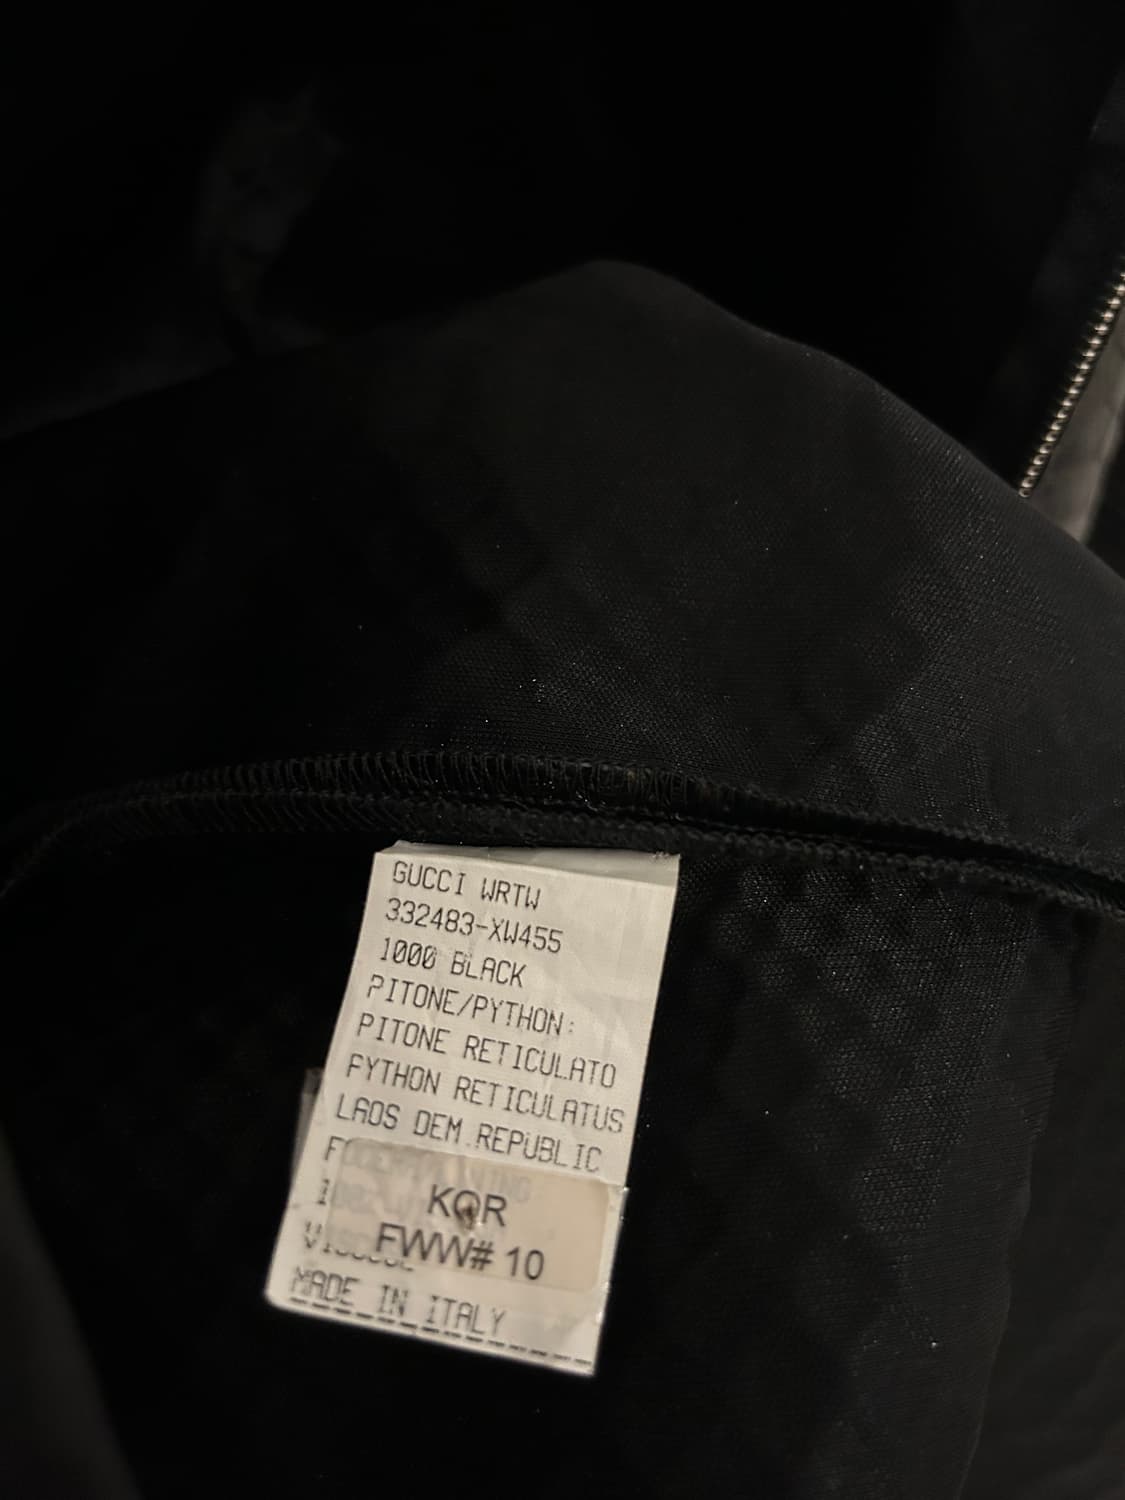 GUCCI WRTW
332483-XW455
1000 BLACK
PITONE/PYTHON:
PITONE RETICULATO
PYTHON RETICULATUS
LAOS DEM.REPUBLIC
KOR
FWW# 10
MADE IN ITALY